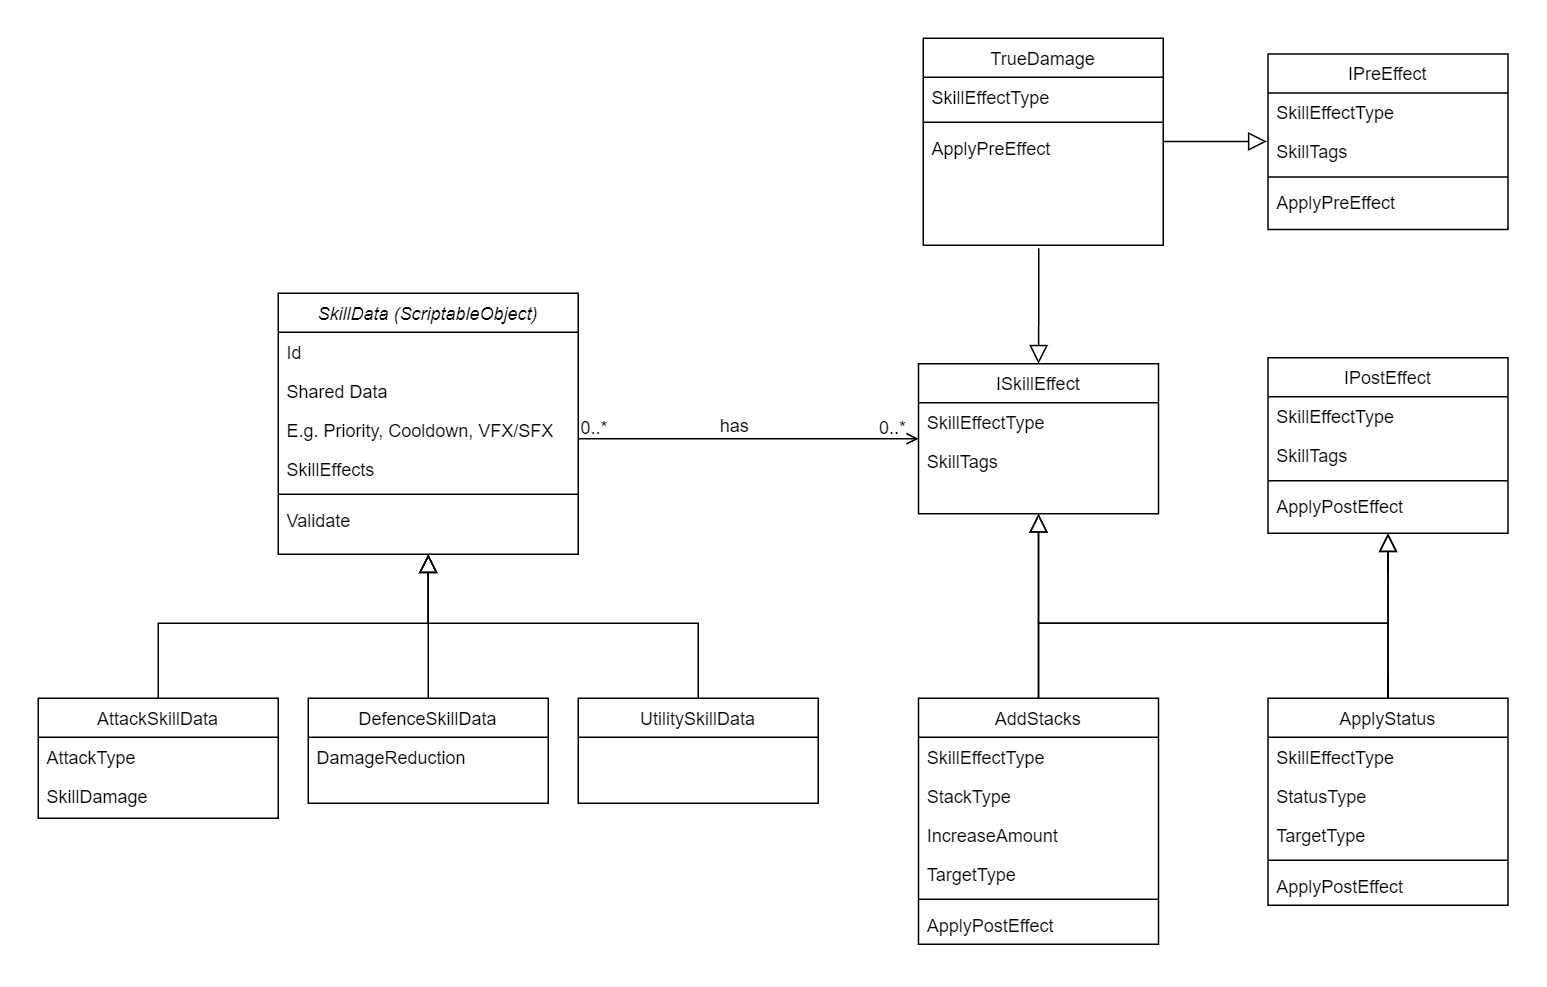 TrueDamage
SkillEffectType
ApplyPreEffect
IPreEffect
SkillEffectType
SkillTags
ApplyPreEffect
SkillData (ScriptableObject)
Id
Shared Data
E.g. Priority, Cooldown, VFX/SFX
SkillEffects
Validate
0..*
has
0..*
ISkillEffect
SkillEffectType
SkillTags
IPostEffect
SkillEffectType
SkillTags
ApplyPostEffect
AttackSkillData
AttackType
SkillDamage
DefenceSkillData
DamageReduction
UtilitySkillData
AddStacks
SkillEffectType
StackType
IncreaseAmount
TargetType
ApplyPostEffect
ApplyStatus
SkillEffectType
StatusType
TargetType
ApplyPostEffect